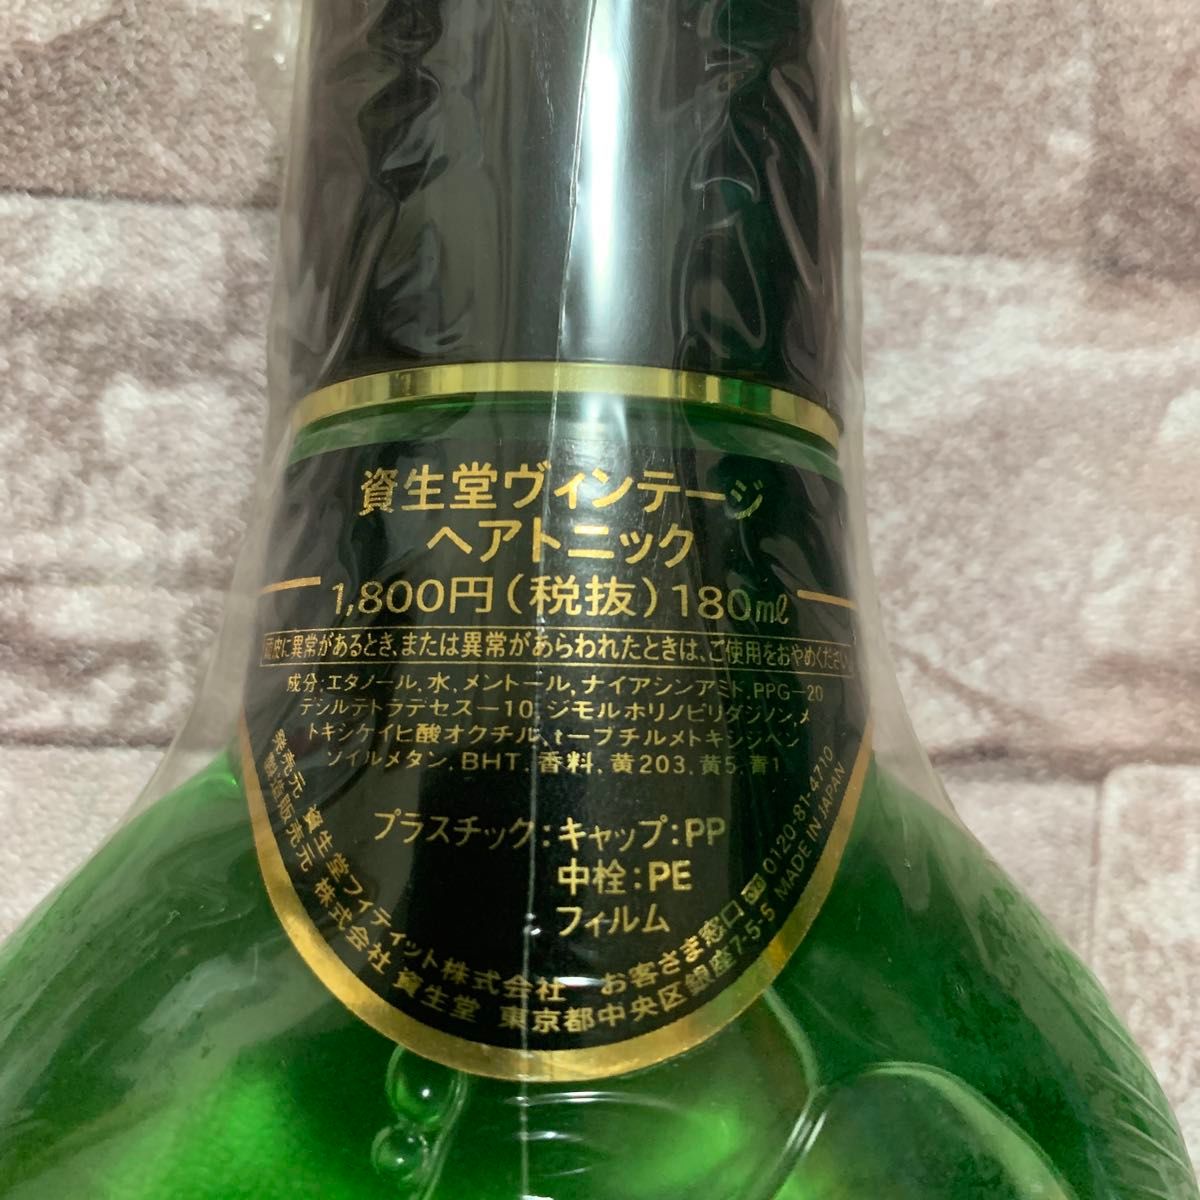 資生堂ヴィンテージ
ヘアトニック
1,800円(税抜)180ml
頭皮に異常があるとき、または異常があらわれたときは、ご使用をおやめください。
成分:エタノール、水、メントール、ナイアシンアミド、PPG-20
デシルテトラデセス-10、ジモルホリノピリダジノン、メ
トキシケイヒ酸オクチル、t-ブチルメトキシジベン
ゾイルメタン、BHT、香料、黄203、黄5、青1
プラスチック:キャップ:PP
中栓:PE
フィルム
発売元 資生堂フィティット株式会社 お客さま窓口 0120-81-4710
製造販売元 株式会社 資生堂 東京都中央区銀座7-5-5 MADE IN JAPAN